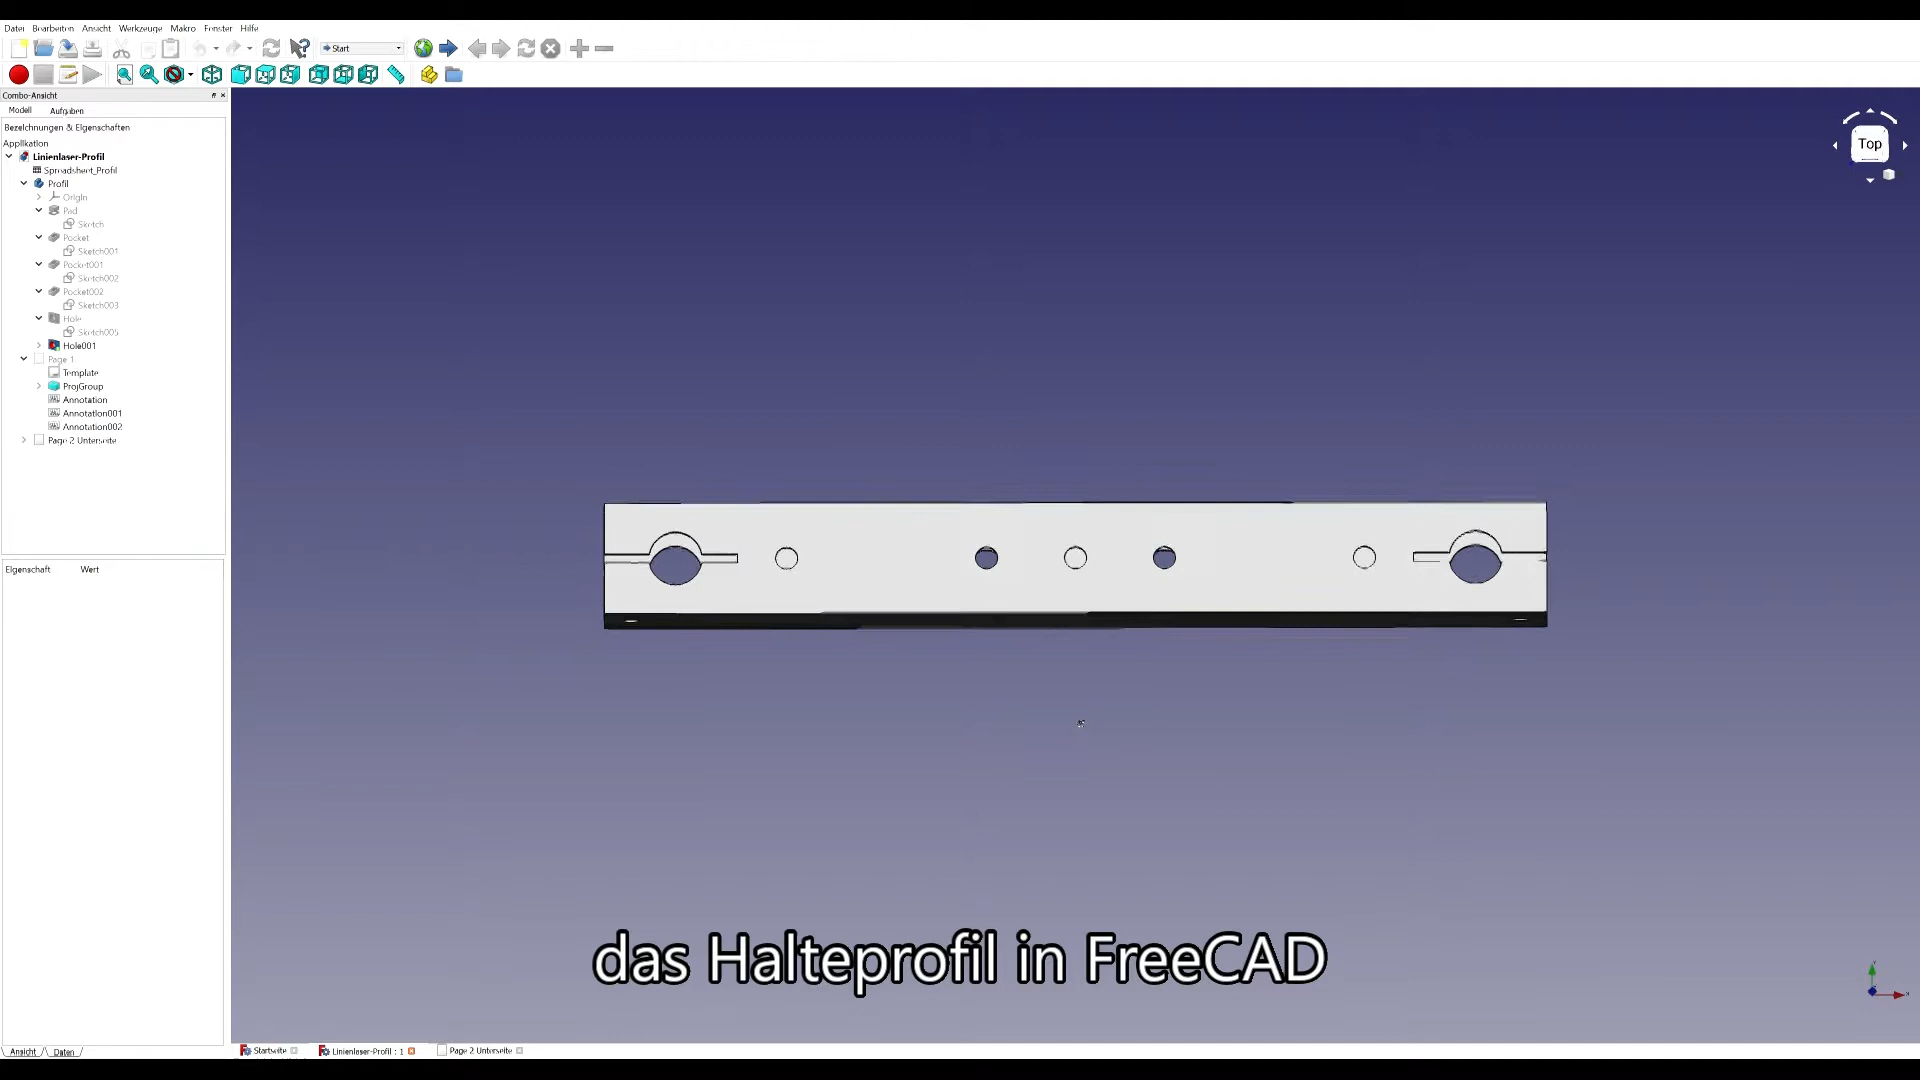 Datei Bearbeiten Ansicht Werkzeuge Makro Fenster Hilfe
Start
Combo-Ansicht
Modell Aufgaben
Bezeichnungen & Eigenschaften
Applikation
Linienlaser-Profil
Spreadsheet_Profil
Profil
Origin
Pad
Sketch
Pocket
Sketch001
Pocket001
Sketch002
Pocket002
Sketch003
Hole
Sketch005
Hole001
Page 1
Template
ProjGroup
Annotation
Annotation001
Annotation002
Page 2 Unterseite
Top
Eigenschaft Wert
das Halteprofil in FreeCAD
Ansicht Daten
Startseite Linienlaser-Profil : 1 Page 2 Unterseite